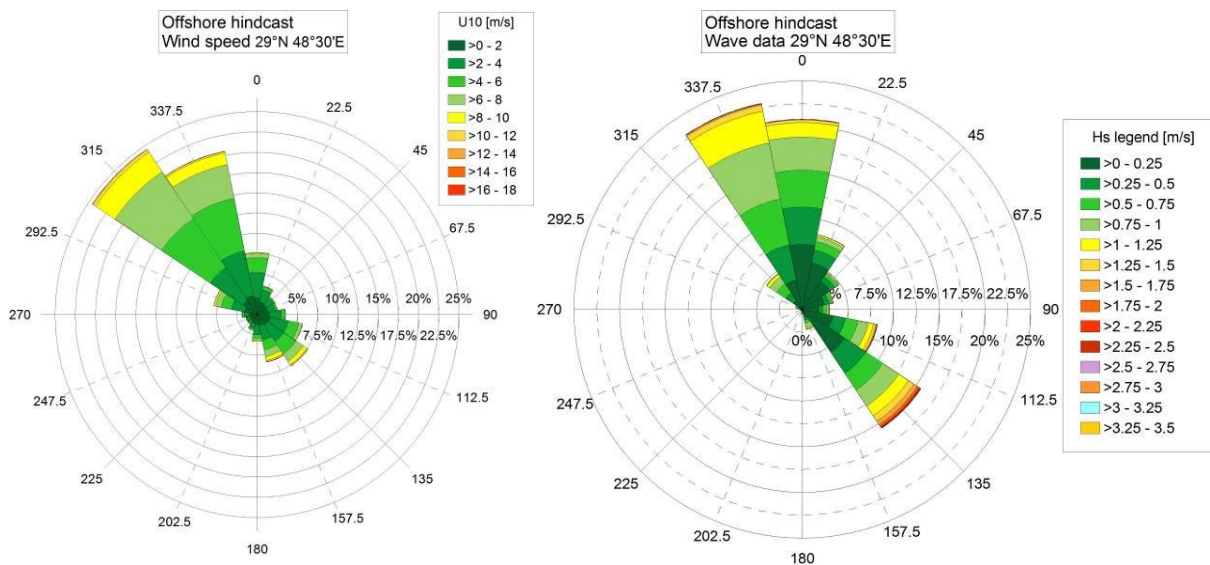 Offshore hindcast
Wind speed 29°N 48°30'E
U10 [m/s]
>0 - 2
>2 - 4
>4 - 6
>6 - 8
>8 - 10
>10 - 12
>12 - 14
>14 - 16
>16 - 18
0
22.5
45
67.5
90
112.5
135
157.5
180
202.5
225
247.5
270
292.5
315
337.5
5% 10% 15% 20% 25%
7.5% 12.5% 17.5% 22.5%
Offshore hindcast
Wave data 29°N 48°30'E
0
22.5
45
67.5
90
112.5
135
157.5
180
202.5
225
247.5
270
292.5
315
337.5
% 7.5% 12.5% 17.5% 22.5%
0% 10% 15% 20% 25%
Hs legend [m/s]
>0 - 0.25
>0.25 - 0.5
>0.5 - 0.75
>0.75 - 1
>1 - 1.25
>1.25 - 1.5
>1.5 - 1.75
>1.75 - 2
>2 - 2.25
>2.25 - 2.5
>2.5 - 2.75
>2.75 - 3
>3 - 3.25
>3.25 - 3.5